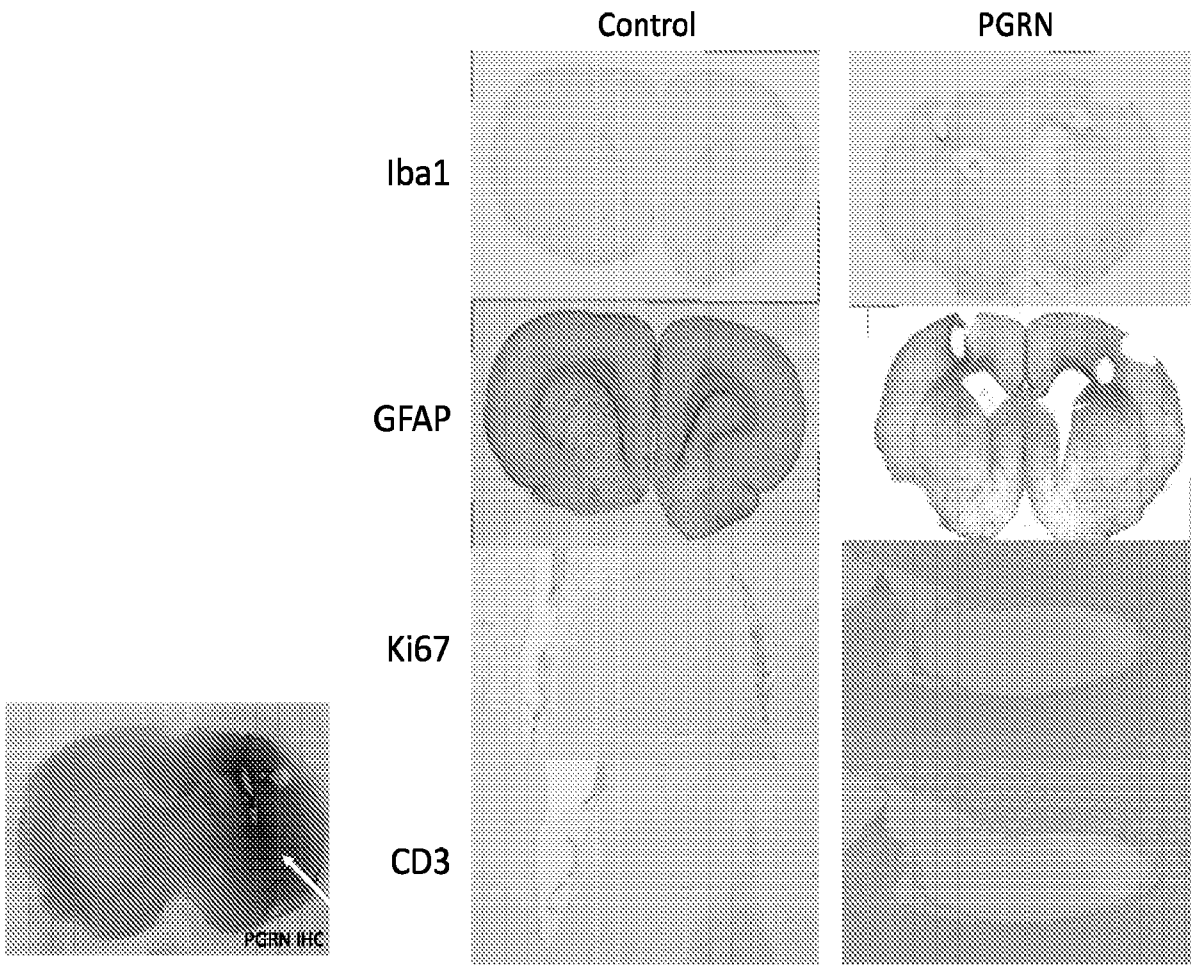 Control PGRN
Iba1
GFAP
Ki67
CD3
PGRN IHC